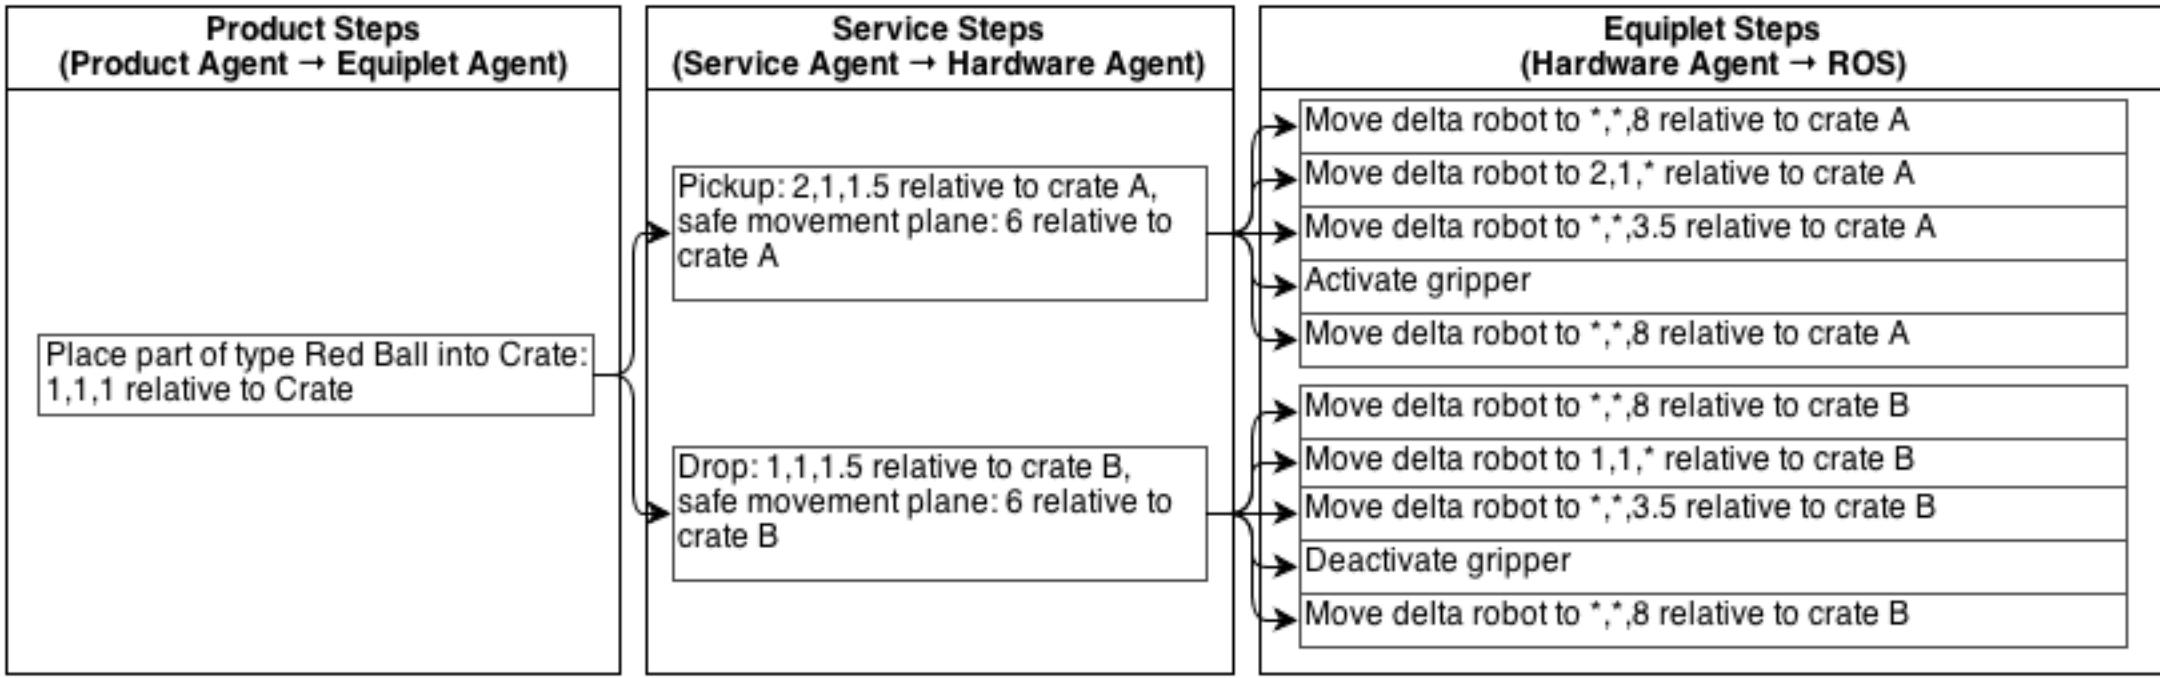 Product Steps
(Product Agent → Equiplet Agent)
Place part of type Red Ball into Crate:
1,1,1 relative to Crate
Service Steps
(Service Agent → Hardware Agent)
Pickup: 2,1,1.5 relative to crate A,
safe movement plane: 6 relative to
crate A
Drop: 1,1,1.5 relative to crate B,
safe movement plane: 6 relative to
crate B
Equiplet Steps
(Hardware Agent → ROS)
Move delta robot to *,*,8 relative to crate A
Move delta robot to 2,1,* relative to crate A
Move delta robot to *,*,3.5 relative to crate A
Activate gripper
Move delta robot to *,*,8 relative to crate A
Move delta robot to *,*,8 relative to crate B
Move delta robot to 1,1,* relative to crate B
Move delta robot to *,*,3.5 relative to crate B
Deactivate gripper
Move delta robot to *,*,8 relative to crate B